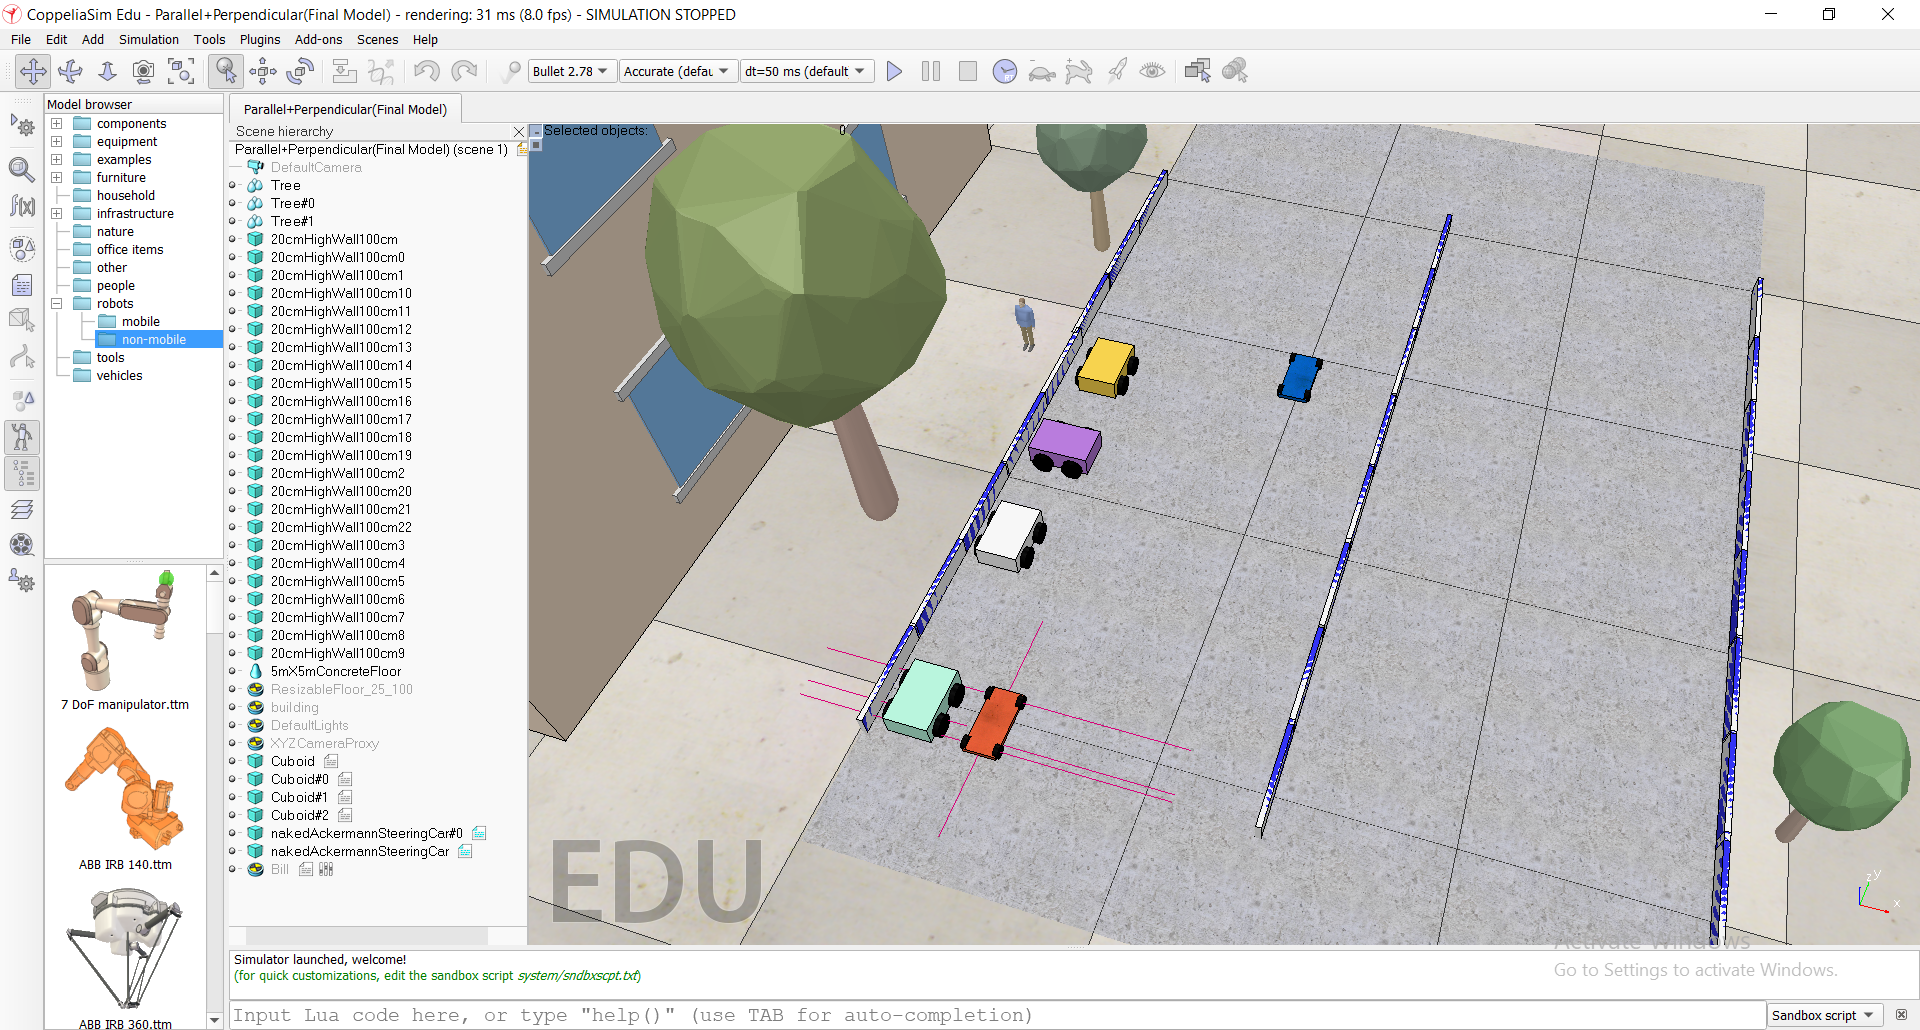 CoppeliaSim Edu - Parallel+Perpendicular(Final Model) - rendering: 31 ms (8.0 fps) - SIMULATION STOPPED
File Edit Add Simulation Tools Plugins Add-ons Scenes Help
Bullet 2.78 Accurate (defau dt=50 ms (default
Model browser
components
equipment
examples
furniture
household
infrastructure
nature
office items
other
people
robots
mobile
non-mobile
tools
vehicles
7 DoF manipulator.ttm
ABB IRB 140.ttm
ABB IRB 360.ttm
Parallel+Perpendicular(Final Model)
Scene hierarchy
Parallel+Perpendicular(Final Model) (scene 1)
DefaultCamera
Tree
Tree#0
Tree#1
20cmHighWall100cm
20cmHighWall100cm0
20cmHighWall100cm1
20cmHighWall100cm10
20cmHighWall100cm11
20cmHighWall100cm12
20cmHighWall100cm13
20cmHighWall100cm14
20cmHighWall100cm15
20cmHighWall100cm16
20cmHighWall100cm17
20cmHighWall100cm18
20cmHighWall100cm19
20cmHighWall100cm2
20cmHighWall100cm20
20cmHighWall100cm21
20cmHighWall100cm22
20cmHighWall100cm3
20cmHighWall100cm4
20cmHighWall100cm5
20cmHighWall100cm6
20cmHighWall100cm7
20cmHighWall100cm8
20cmHighWall100cm9
5mX5mConcreteFloor
ResizableFloor_25_100
building
DefaultLights
XYZCameraProxy
Cuboid
Cuboid#0
Cuboid#1
Cuboid#2
nakedAckermannSteeringCar#0
nakedAckermannSteeringCar
Bill
Selected objects:
0
EDU
z y
x
Activate Windows
Go to Settings to activate Windows.
Simulator launched, welcome!
(for quick customizations, edit the sandbox script system/sndbxscpt.txt)
Input Lua code here, or type "help()" (use TAB for auto-completion)
Sandbox script